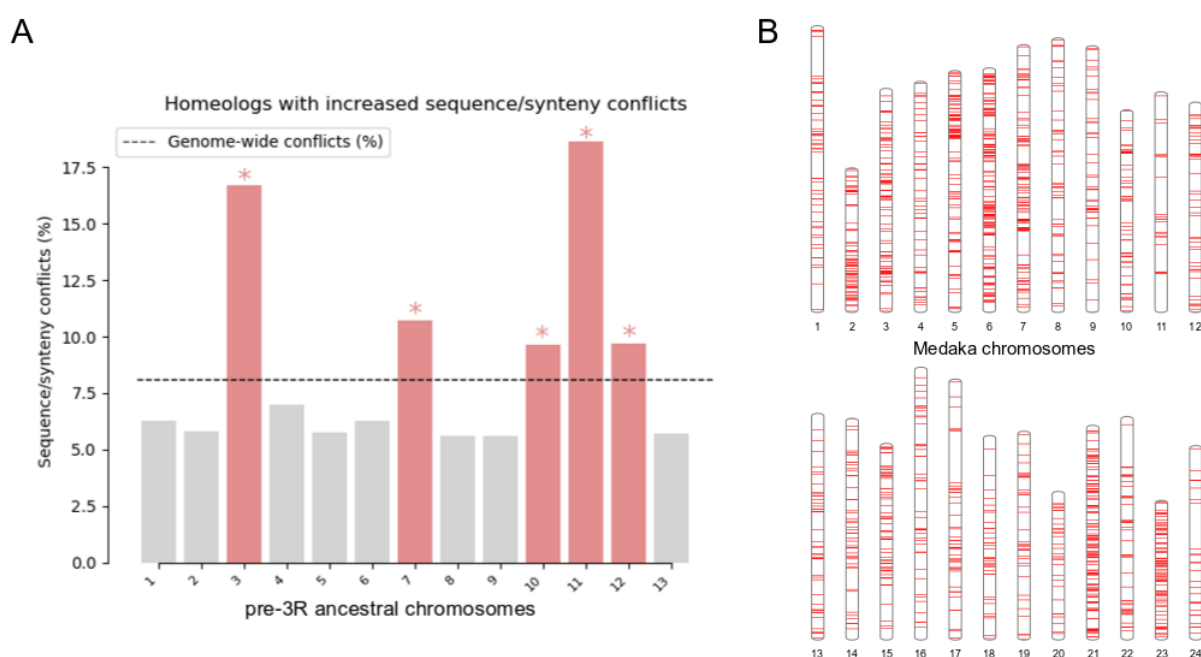 A
B
Homeologs with increased sequence/synteny conflicts
Genome-wide conflicts (%)
Sequence/synteny conflicts (%)
17.5
15.0
12.5
10.0
7.5
5.0
2.5
0.0
* * * * *
1 2 3 4 5 6 7 8 9 10 11 12 13
pre-3R ancestral chromosomes
1 2 3 4 5 6 7 8 9 10 11 12
Medaka chromosomes
13 14 15 16 17 18 19 20 21 22 23 24